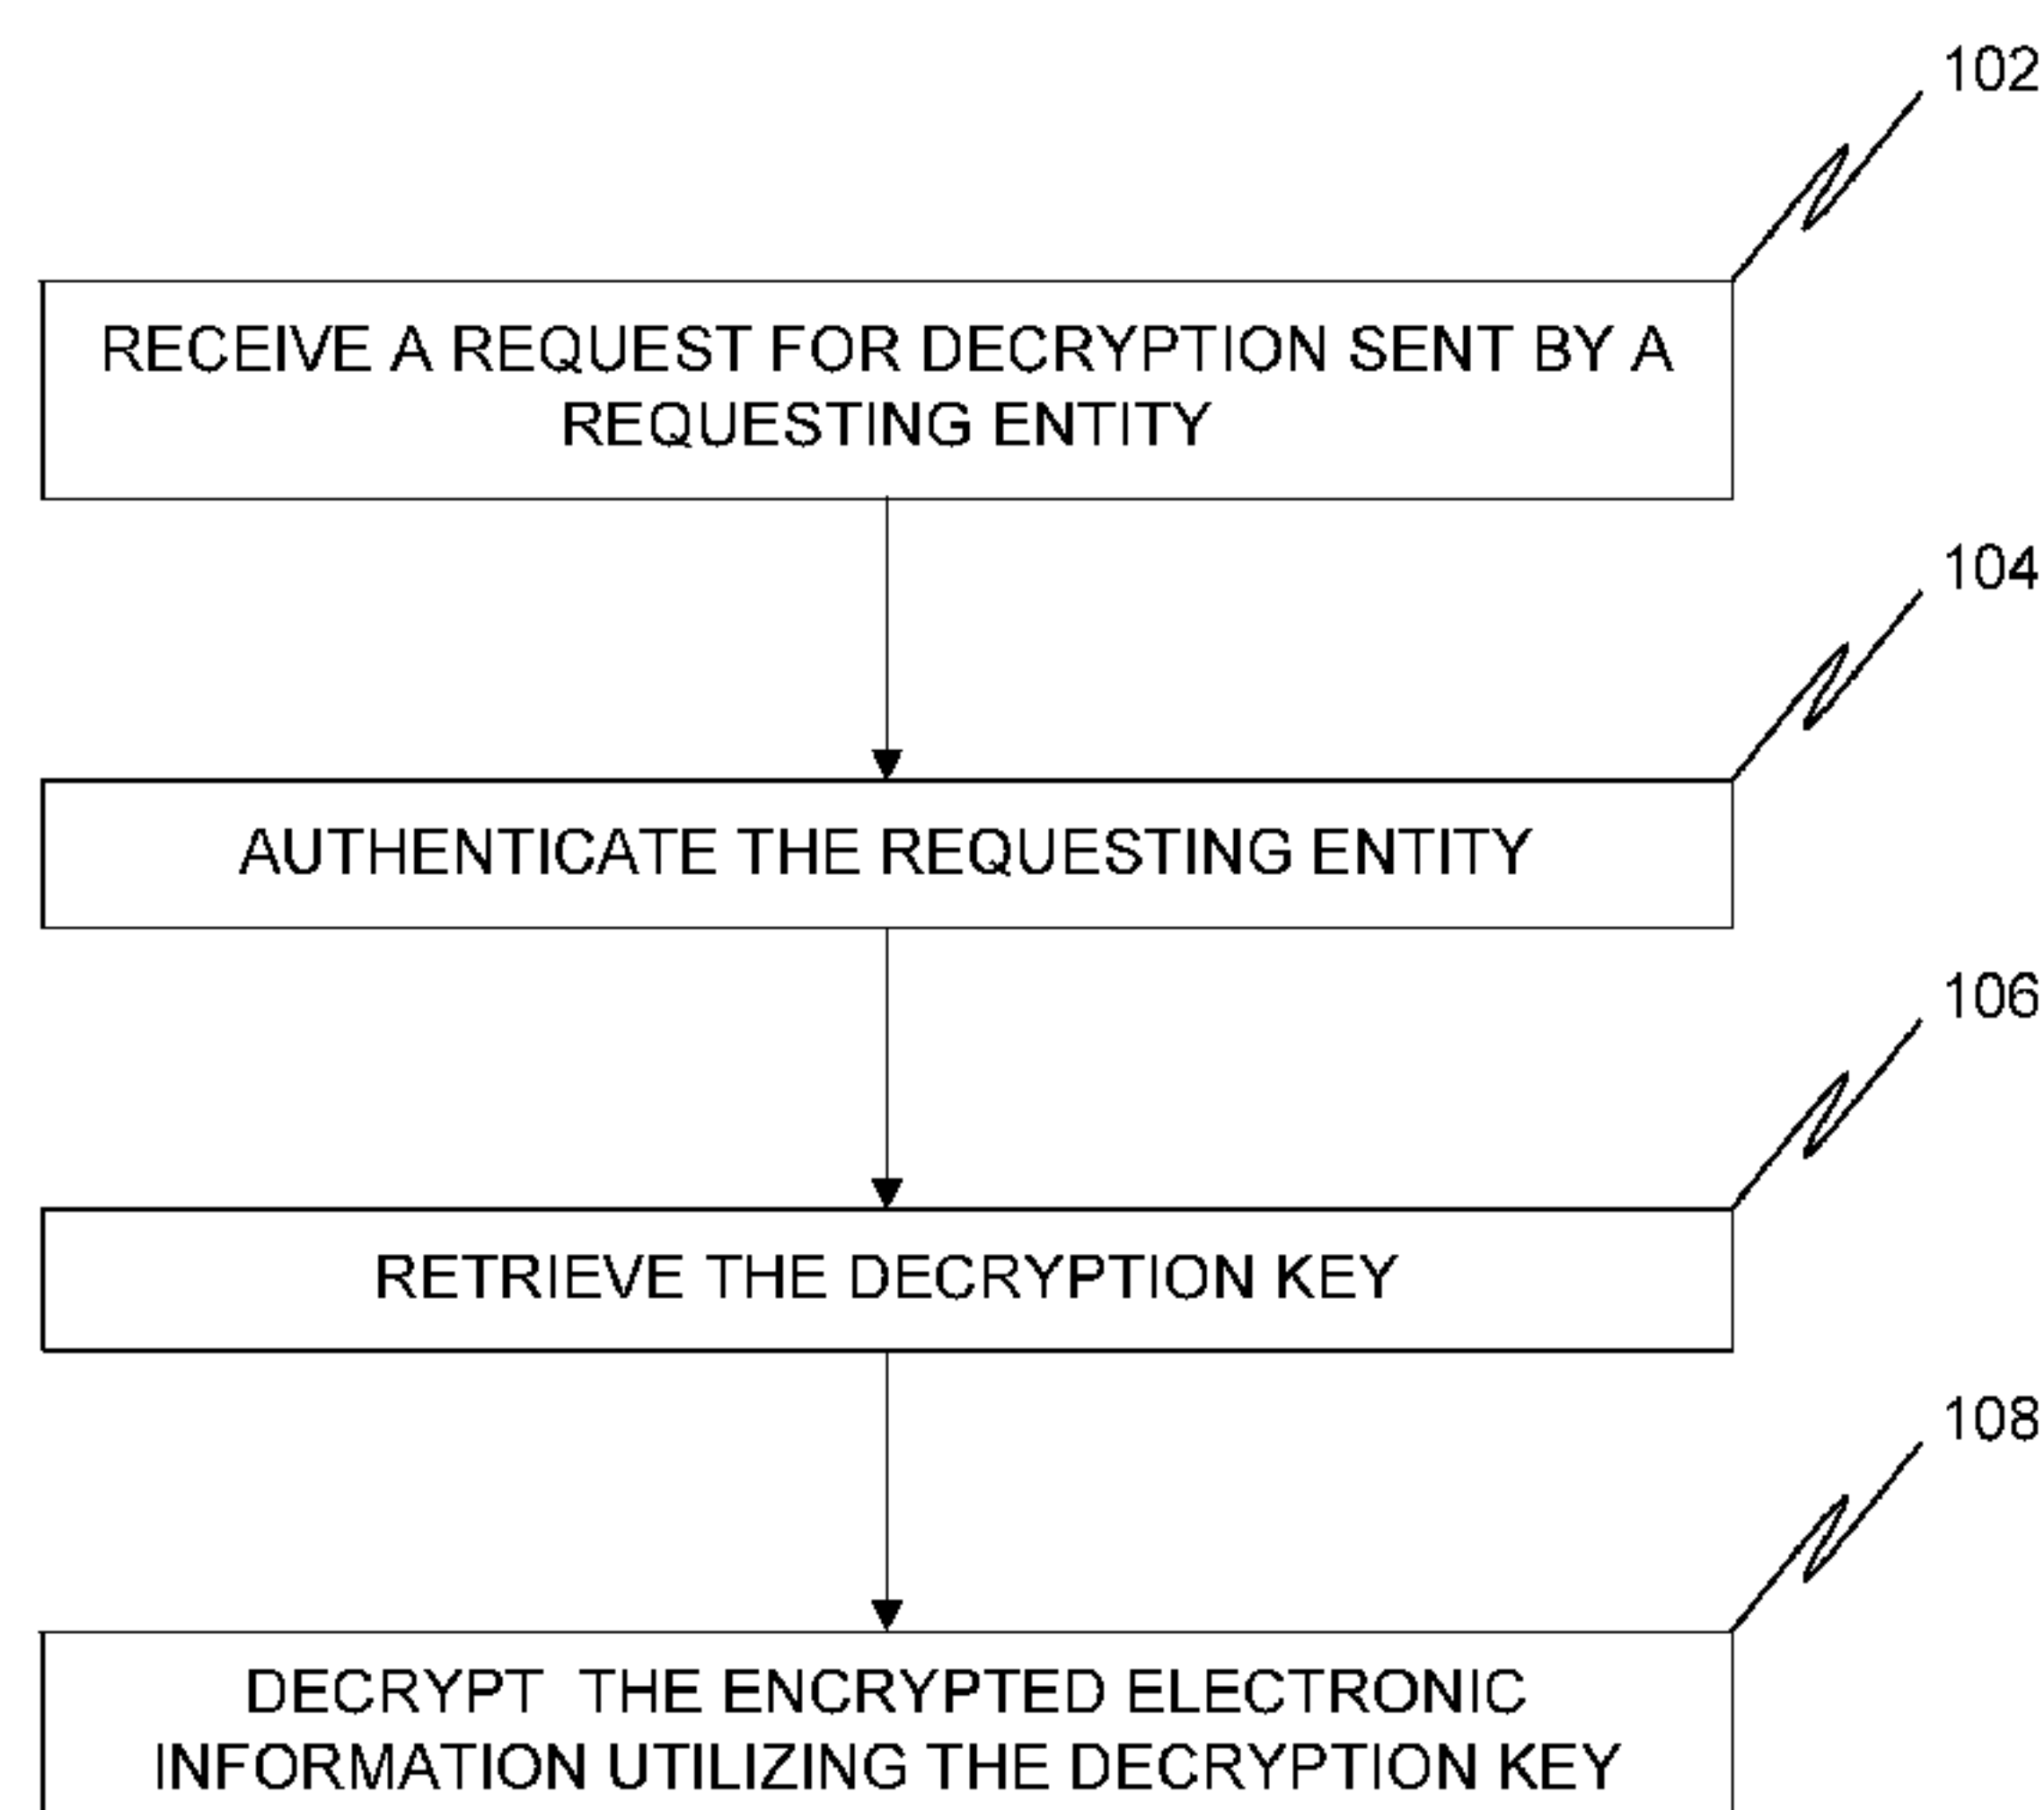 102
RECEIVE A REQUEST FOR DECRYPTION SENT BY A
REQUESTING ENTITY
104
AUTHENTICATE THE REQUESTING ENTITY
106
RETRIEVE THE DECRYPTION KEY
108
DECRYPT THE ENCRYPTED ELECTRONIC
INFORMATION UTILIZING THE DECRYPTION KEY